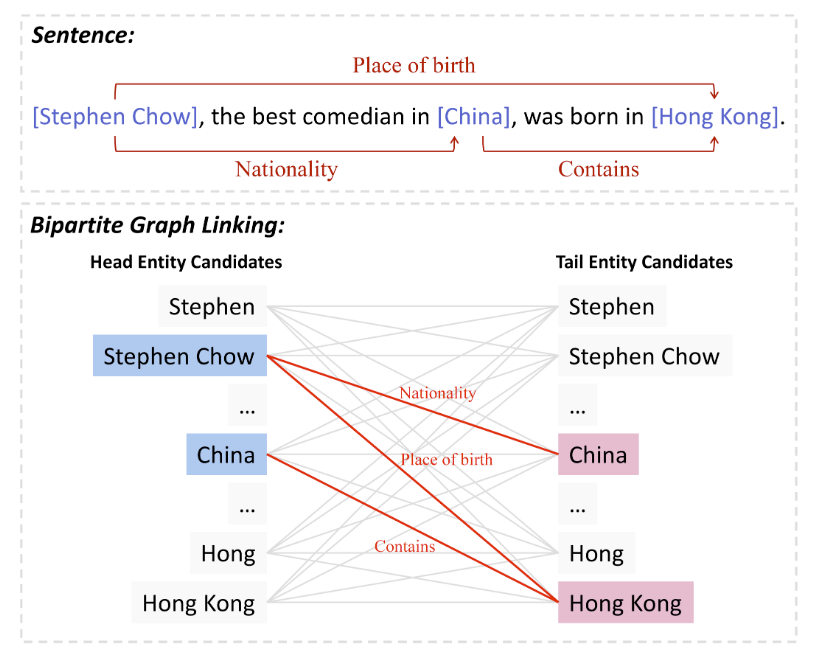 Sentence:
Place of birth
[Stephen Chow], the best comedian in [China], was born in [Hong Kong].
Nationality
Contains
Bipartite Graph Linking:
Head Entity Candidates
Tail Entity Candidates
Stephen
Stephen
Stephen Chow
Stephen Chow
Nationality
...
...
China
China
Place of birth
...
...
Contains
Hong
Hong
Hong Kong
Hong Kong